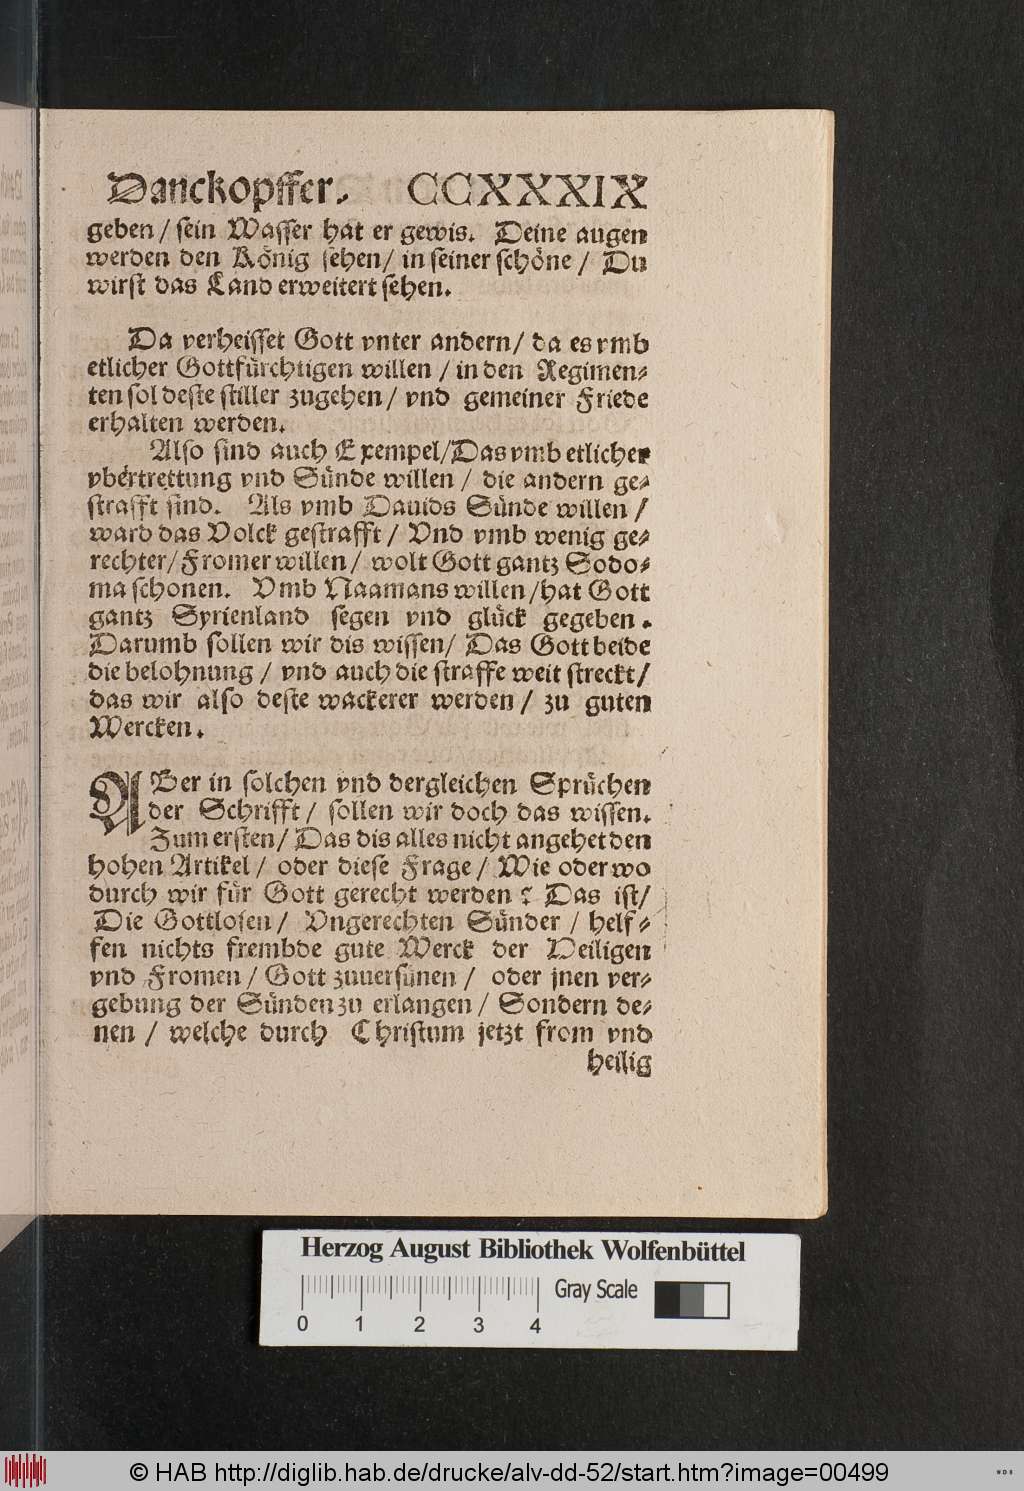 Danckopffer. CCXXXIX
geben / sein Wasser hat er gewis. Deine augen
werden den König sehen / in seiner schöne / Du
wirst das Land erweitert sehen.
Da verheisset Gott vnter andern / da es vmb
etlicher Gottfürchtigen willen / in den Regimen-
ten sol deste stiller zugehen / vnd gemeiner Friede
erhalten werden.
Also sind auch Exempel / Das vmb etlicher
vbertrettung vnd Sünde willen / die andern ge-
strafft sind. Als vmb Dauids Sünde willen /
ward das Volck gestrafft / Vnd vmb wenig ge-
rechter / Fromer willen / wolt Gott gantz Sodo-
ma schonen. Vmb Naamans willen / hat Gott
gantz Syrienland segen vnd glück gegeben.
Darumb sollen wir dis wissen / Das Gott beide
die belohnung / vnd auch die straffe weit streckt /
das wir also deste wackerer werden / zu guten
Wercken.
ABer in solchen vnd dergleichen Sprüchen
der Schrifft / sollen wir doch das wissen.
Zum ersten / Das dis alles nicht angehet den
hohen Artikel / oder diese Frage / Wie oder wo
durch wir für Gott gerecht werden? Das ist /
Die Gottlosen / Vngerechten Sünder / helf-
fen nichts frembde gute Werck der Heiligen
vnd Fromen / Gott zuuersünen / oder jnen ver-
gebung der Sünden zu erlangen / Sondern de-
nen / welche durch Christum jetzt from vnd
heilig
Herzog August Bibliothek Wolfenbüttel
Gray Scale
0 1 2 3 4
© HAB http://diglib.hab.de/drucke/alv-dd-52/start.htm?image=00499